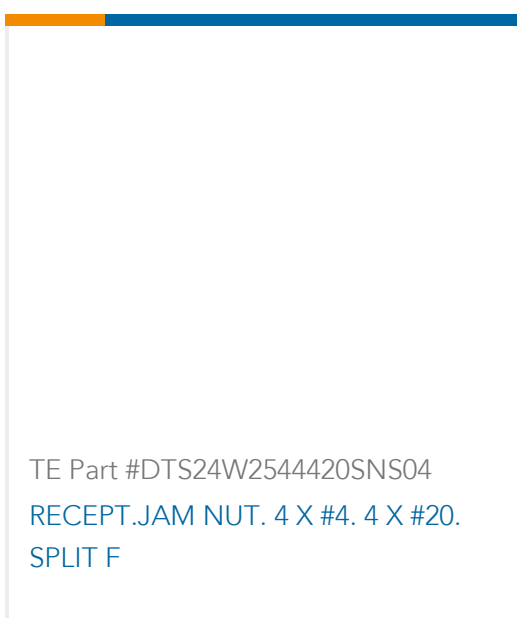 TE Part #DTS24W2544420SNS04
RECEPT.JAM NUT. 4 X #4. 4 X #20.
SPLIT F